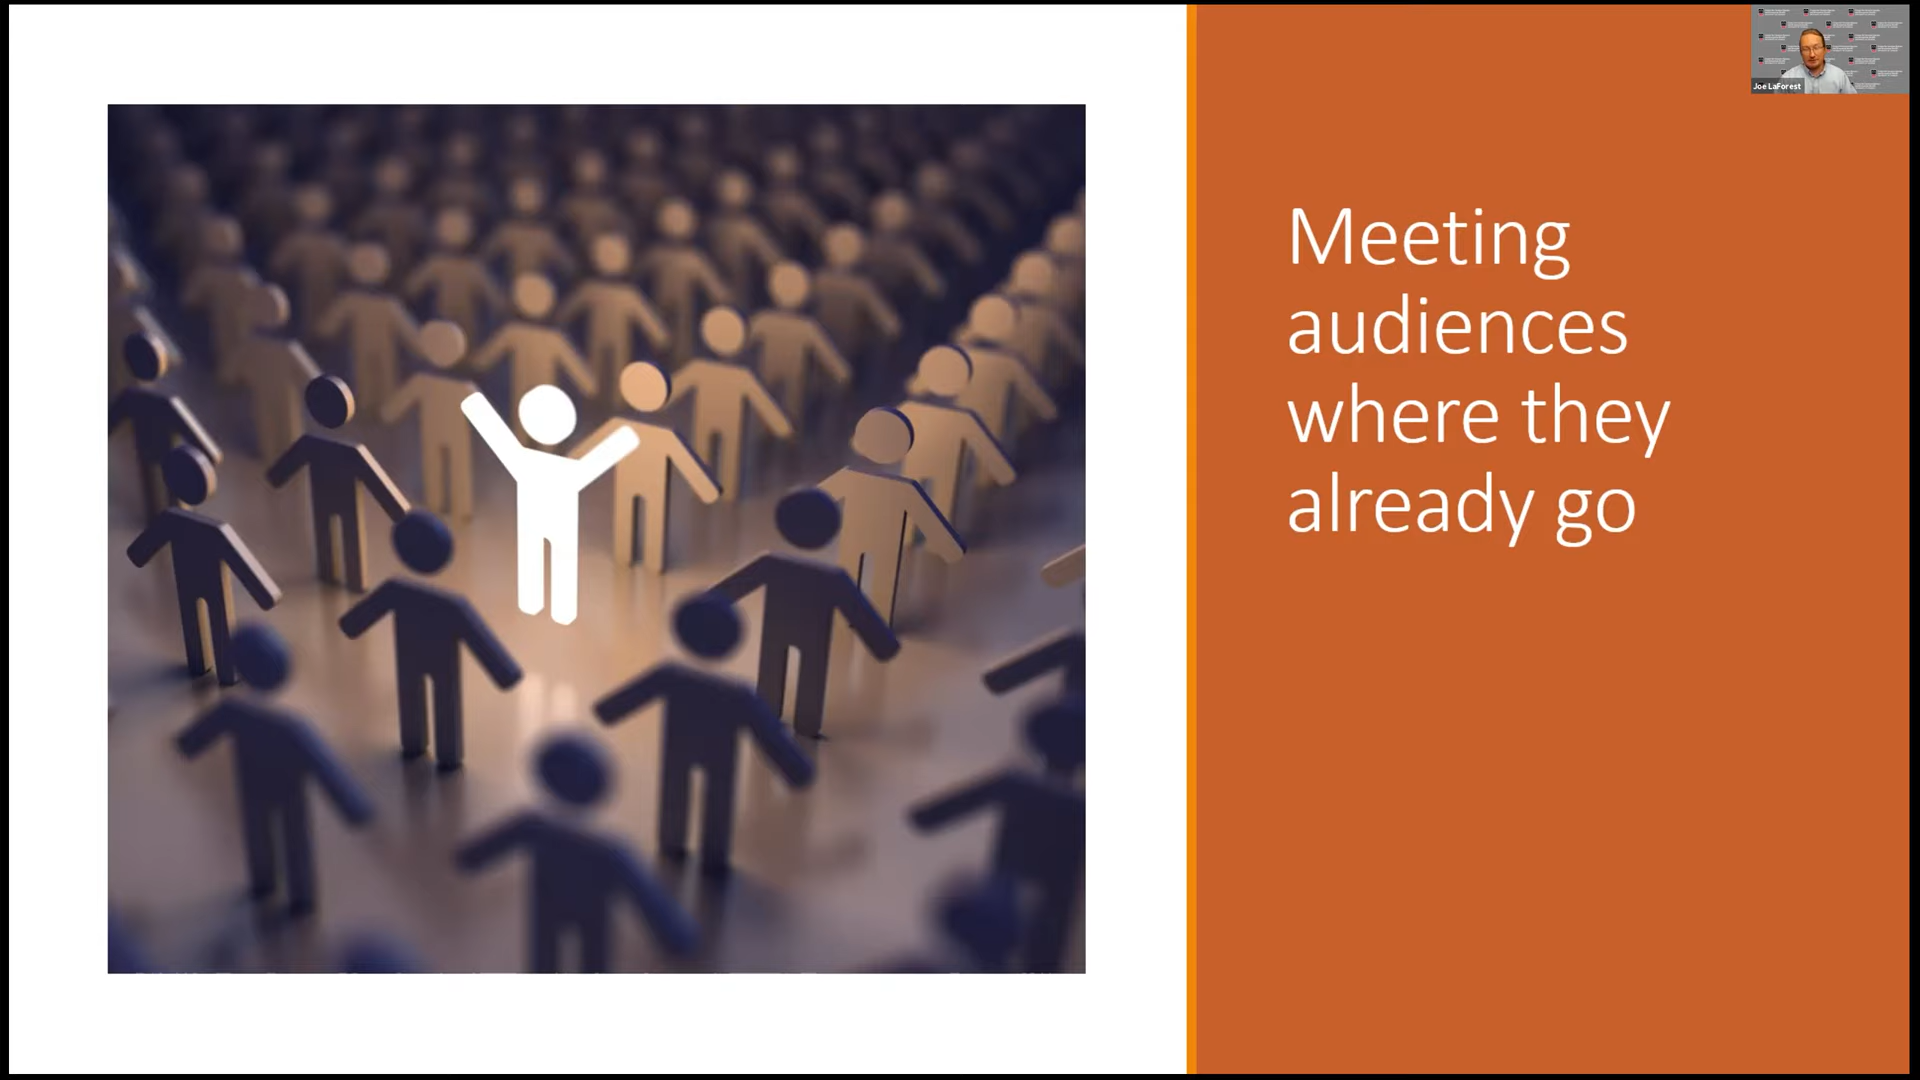 Meeting
audiences
where they
already go
Joe LaForest